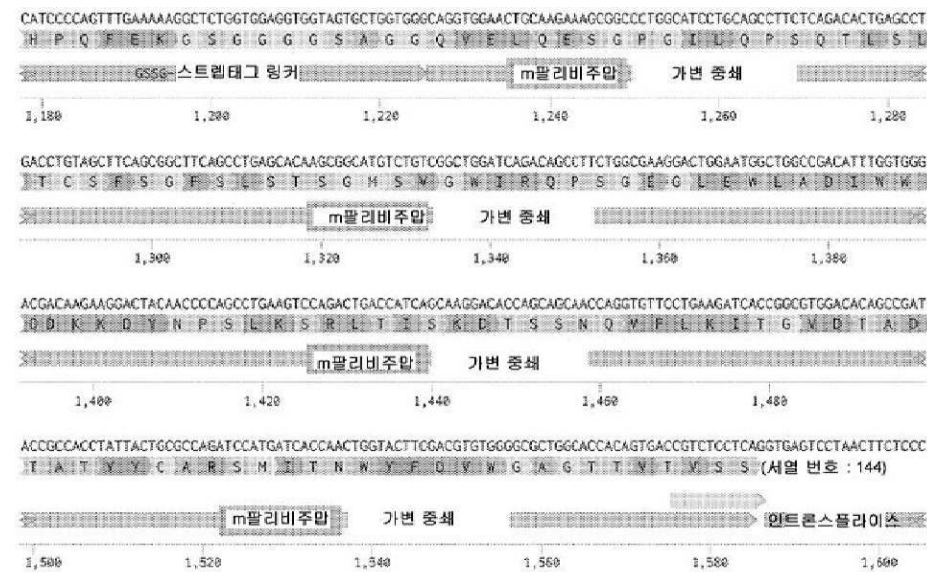 CATCCCCAGTTTGAAAAAGGCTCTGGTGGAGGTGGTAGTGCTGGTGGGCAGGTGGAACTGCAAGAAAGCGGCCCTGGCATCCTGCAGCCTTCTCAGACACTGAGCCT
H P Q F E K G S G G G G S A G G Q V E L Q E S G P G I L Q P S Q T L S L
GSSG-스트렙태그 링커 m팔리비주맙 가변 중쇄
1,180 1,200 1,220 1,240 1,260 1,280
GACCTGTAGCTTCAGCGGCTTCAGCCTGAGCACAAGCGGCATGTCTGTCGGCTGGATCAGACAGCCTTCTGGCGAAGGACTGGAATGGCTGGCCGACATTTGGTGGG
T C S F S G F S L S T S G M S V G W I R Q P S G E G L E W L A D I W W
m팔리비주맙 가변 중쇄
1,300 1,320 1,340 1,360 1,380
ACGACAAGAAGGACTACAACCCCAGCCTGAAGTCCAGACTGACCATCAGCAAGGACACCAGCAGCAACCAGGTGTTCCTGAAGATCACCGGCGTGGACACAGCCGAT
D D K K D Y N P S L K S R L T I S K D T S S N Q V F L K I T G V D T A D
m팔리비주맙 가변 중쇄
1,400 1,420 1,440 1,460 1,480
ACCGCCACCTATTACTGCGCCAGATCCATGATCACCAACTGGTACTTCGACGTGTGGGGCGCTGGCACCACAGTGACCGTCTCCTCAGGTGAGTCCTAACTTCTCCC
T A T Y Y C A R S M I T N W Y F D V W G A G T T V T V S S (서열 번호 : 144)
m팔리비주맙 가변 중쇄 인트론스플라이스
1,500 1,520 1,540 1,560 1,580 1,600